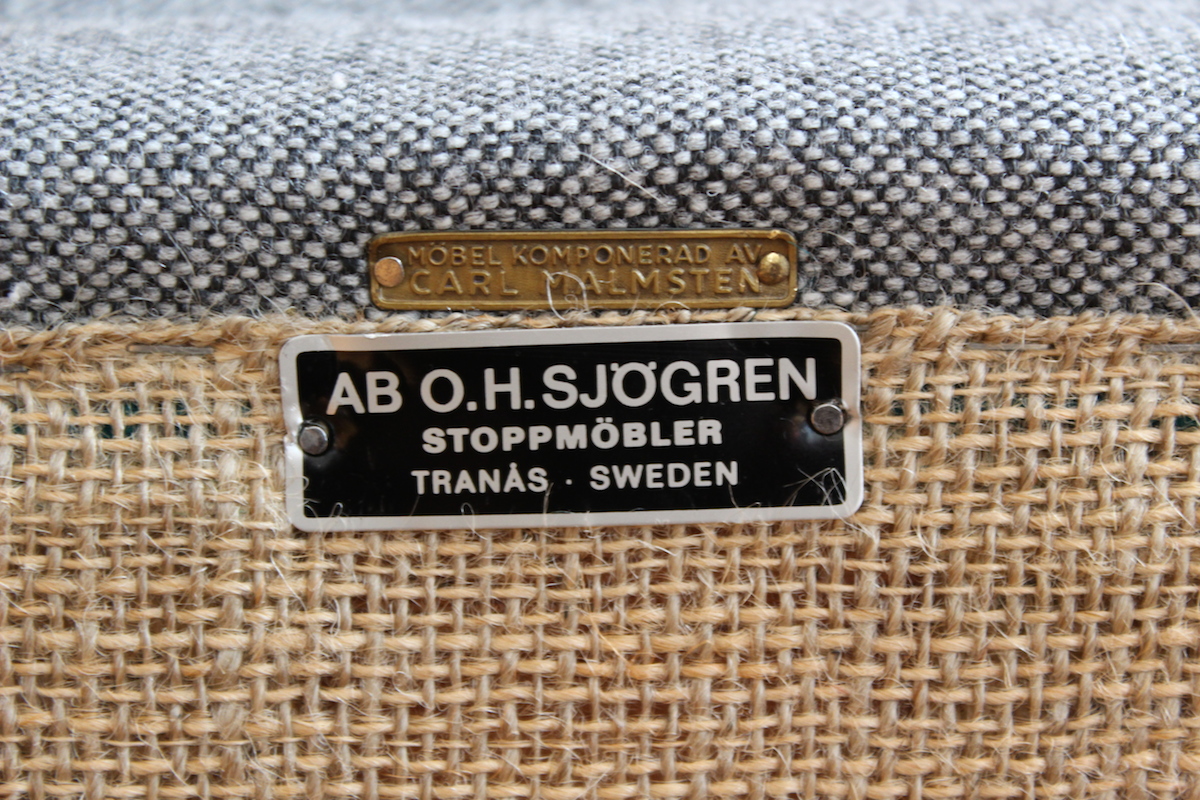 MÖBEL KOMPONERAD AV
CARL MALMSTEN
AB O.H.SJÖGREN
STOPPMÖBLER
TRANÅS · SWEDEN